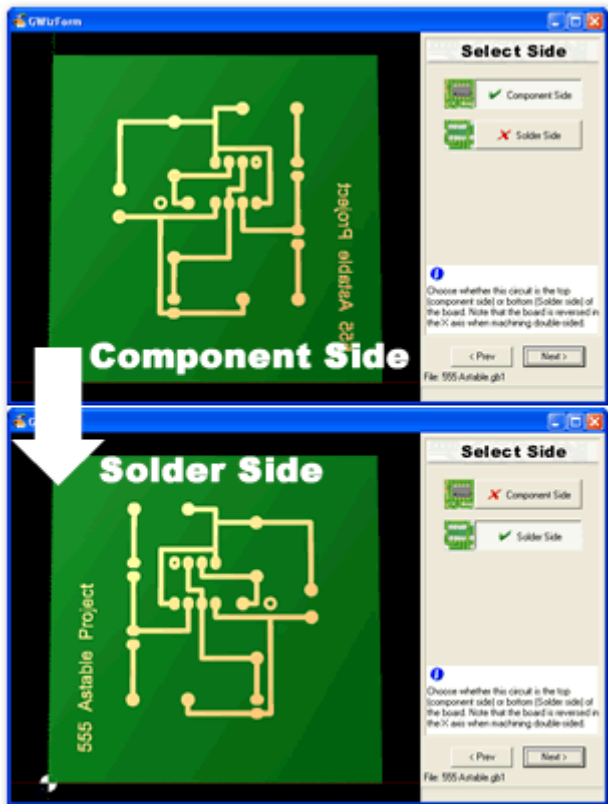 GWizForm
Select Side
Component Side
Solder Side
555 Astable Project
Choose whether this circuit is the top
(component side) or bottom (Solder side) of
the board. Note that the board is reversed in
the X axis when machining double-sided.
< Prev
Next >
File: 555-Astable.gb1
Component Side
Solder Side
Select Side
Component Side
Solder Side
555 Astable Project
Choose whether this circuit is the top
(component side) or bottom (Solder side) of
the board. Note that the board is reversed in
the X axis when machining double-sided.
< Prev
Next >
File: 555-Astable.gb1